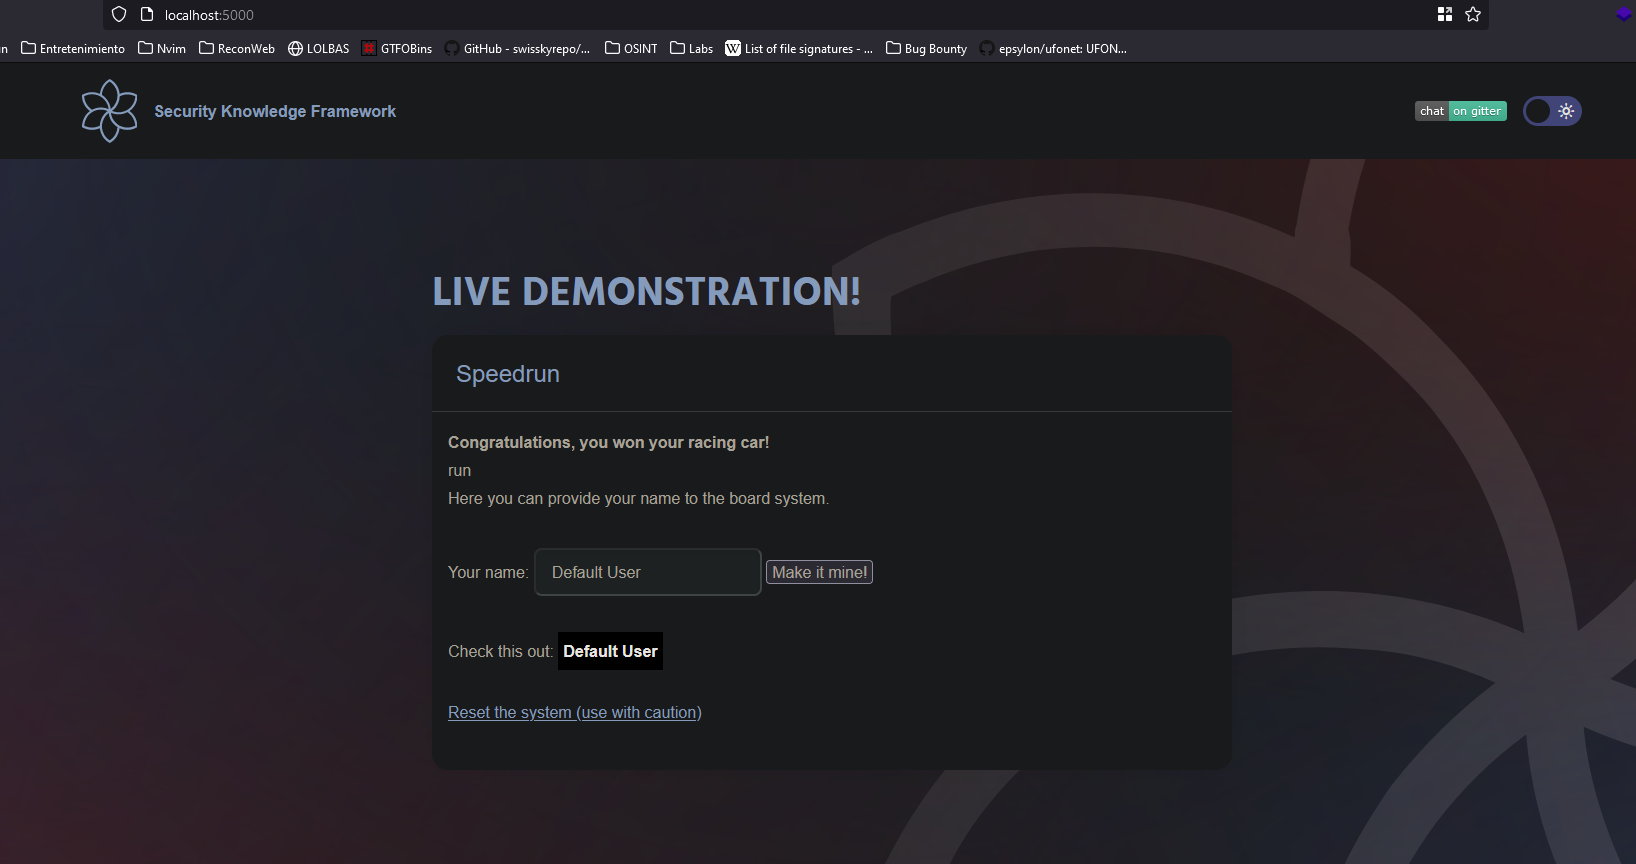 localhost:5000
Entretenimiento Nvim ReconWeb LOLBAS GTFOBins GitHub - swisskyrepo/... OSINT Labs W List of file signatures - ... Bug Bounty epsylon/ufonet: UFON...
Security Knowledge Framework
chat on gitter
LIVE DEMONSTRATION!
Speedrun
Congratulations, you won your racing car!
run
Here you can provide your name to the board system.
Your name: Default User Make it mine!
Check this out: Default User
Reset the system (use with caution)